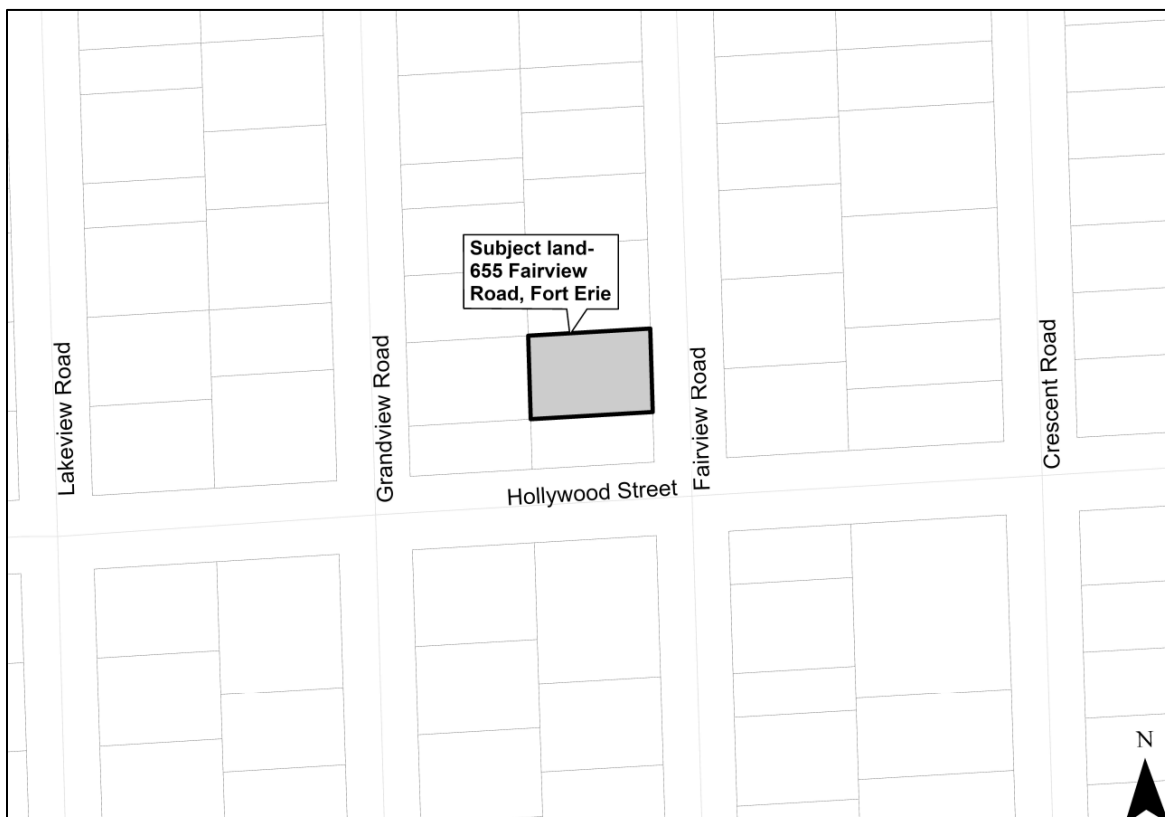 Subject land-
655 Fairview
Road, Fort Erie
Lakeview Road
Grandview Road
Fairview Road
Crescent Road
Hollywood Street
N